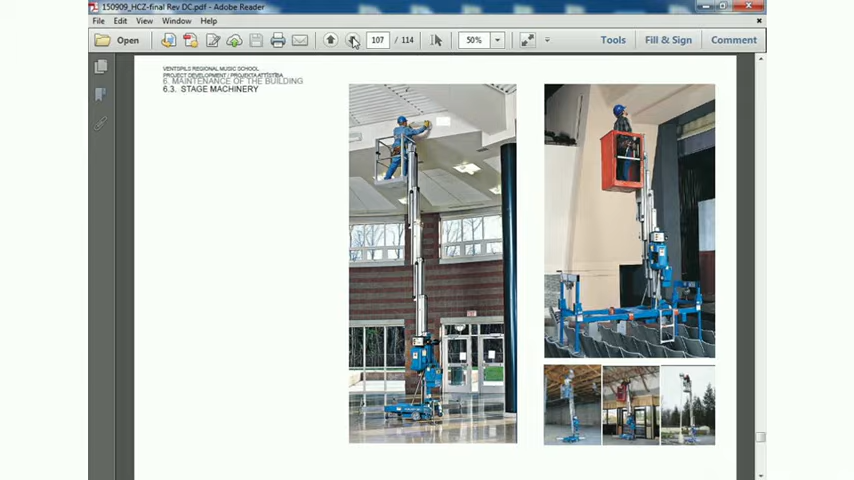 150909_HCZ-final Rev DC.pdf - Adobe Reader
File Edit View Window Help
Open 107 / 114 50% Tools Fill & Sign Comment
VENTSPILS REGIONAL MUSIC SCHOOL
PROJECT DEVELOPMENT / PROJEKTA ATTĪSTĪBA
6. MAINTENANCE OF THE BUILDING
6.3. STAGE MACHINERY